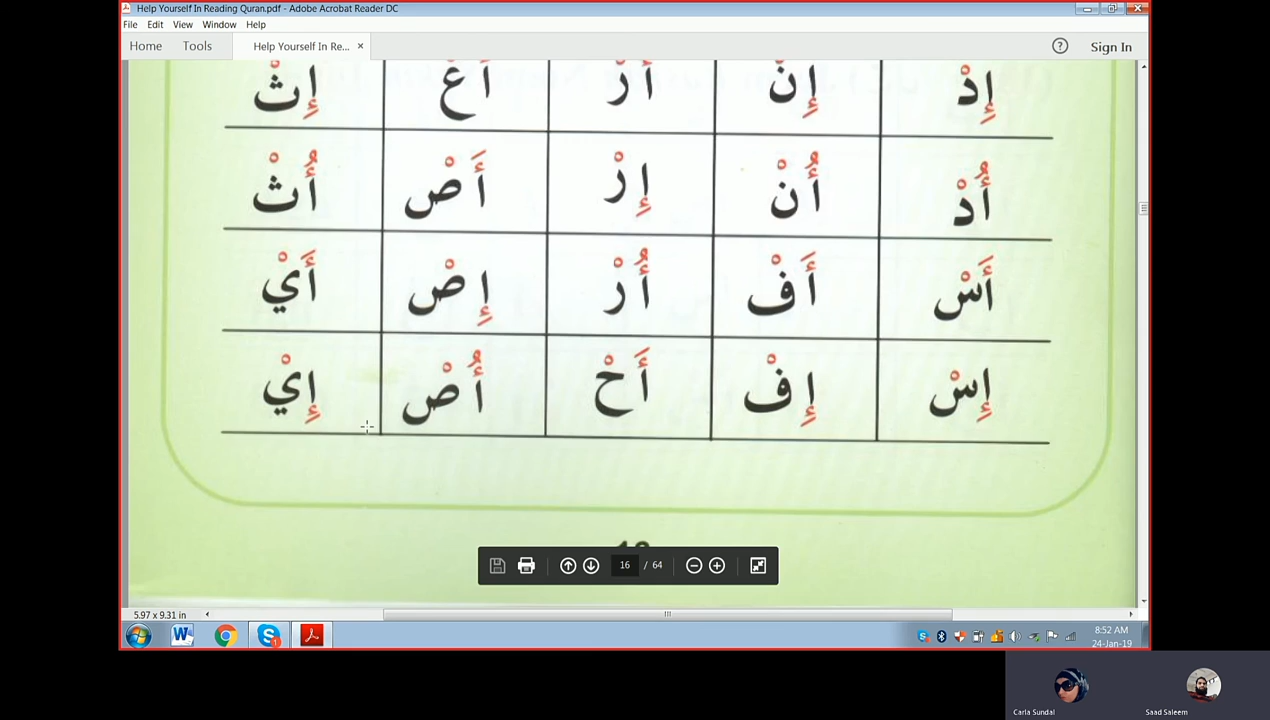 Help Yourself In Reading Quran.pdf - Adobe Acrobat Reader DC
File Edit View Window Help
Home Tools Help Yourself In Re... × ? Sign In
إِدْ إِنْ أَرْ أَعْ إِثْ
أُدْ أُنْ إِرْ أَصْ أُثْ
أَسْ أَفْ أُرْ إِصْ أَيْ
إِسْ إِفْ أَحْ أُصْ إِيْ
16 / 64
5.97 x 9.31 in
8:52 AM
24-Jan-19
Carla Sundal Saad Saleem